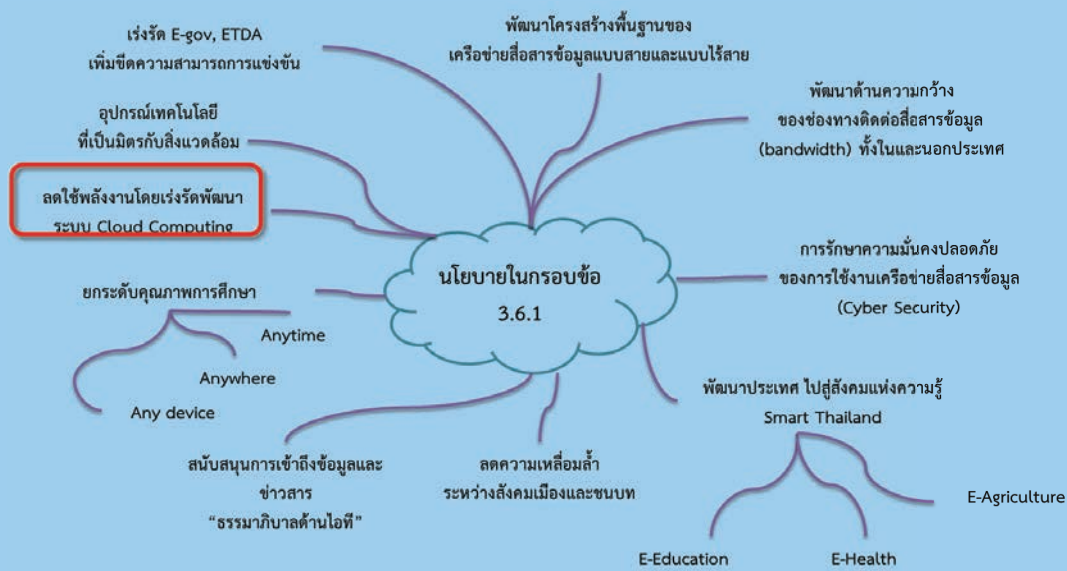 เร่งรัด E-gov, ETDA
เพิ่มขีดความสามารถการแข่งขัน
พัฒนาโครงสร้างพื้นฐานของ
เครือข่ายสื่อสารข้อมูลแบบสายและแบบไร้สาย
พัฒนาด้านความกว้าง
ของช่องทางติดต่อสื่อสารข้อมูล
(bandwidth) ทั้งในและนอกประเทศ
อุปกรณ์เทคโนโลยี
ที่เป็นมิตรกับสิ่งแวดล้อม
ลดใช้พลังงานโดยเร่งรัดพัฒนา
ระบบ Cloud Computing
นโยบายในกรอบข้อ
3.6.1
การรักษาความมั่นคงปลอดภัย
ของการใช้งานเครือข่ายสื่อสารข้อมูล
(Cyber Security)
ยกระดับคุณภาพการศึกษา
Anytime
Anywhere
Any device
พัฒนาประเทศ ไปสู่สังคมแห่งความรู้
Smart Thailand
สนับสนุนการเข้าถึงข้อมูลและ
ข่าวสาร
“ธรรมาภิบาลด้านไอที”
ลดความเหลื่อมล้ำ
ระหว่างสังคมเมืองและชนบท
E-Agriculture
E-Education
E-Health